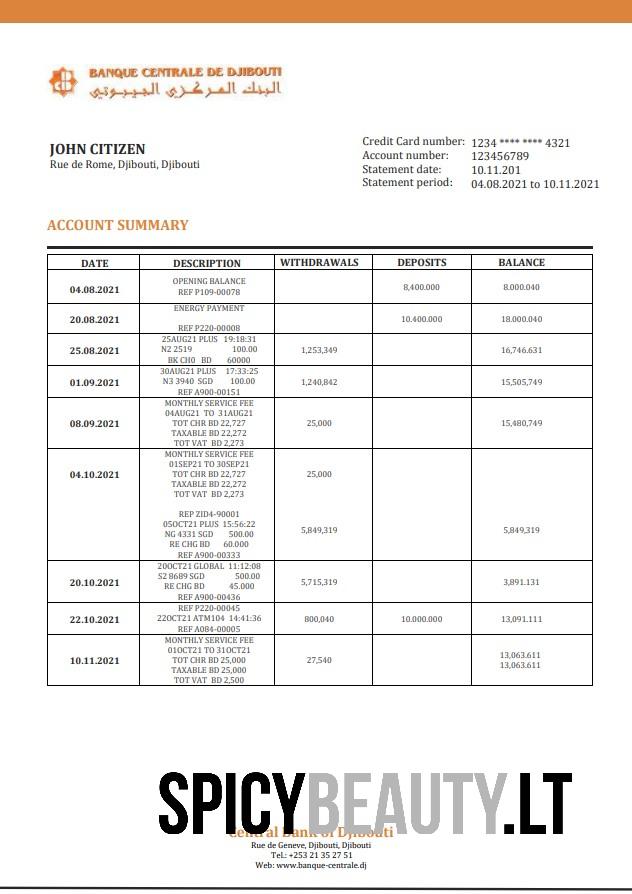 BANQUE CENTRALE DE DJIBOUTI
البنك المركزي الجيبوتي
JOHN CITIZEN
Rue de Rome, Djibouti, Djibouti
Credit Card number: 1234 **** **** 4321
Account number: 123456789
Statement date: 10.11.201
Statement period: 04.08.2021 to 10.11.2021
ACCOUNT SUMMARY
DATE DESCRIPTION WITHDRAWALS DEPOSITS BALANCE
04.08.2021 OPENING BALANCE 8,400.000 8.000.040
REF P109-00078
20.08.2021 ENERGY PAYMENT 10.400.000 18.000.040
REF P220-00008
25.08.2021 25AUG21 PLUS 19:18:31 1,253,349 16,746.631
N2 2519 100.00
BK CH0 BD 60000
01.09.2021 30AUG21 PLUS 17:33:25 1,240,842 15,505,749
N3 3940 SGD 100.00
REF A900-00151
08.09.2021 MONTHLY SERVICE FEE 25,000 15,480,749
04AUG21 TO 31AUG21
TOT CHR BD 22,727
TAXABLE BD 22,272
TOT VAT BD 2,273
04.10.2021 MONTHLY SERVICE FEE 25,000
01SEP21 TO 30SEP21
TOT CHR BD 22,727
TAXABLE BD 22,272
TOT VAT BD 2,273
REP ZID4-90001
05OCT21 PLUS 15:56:22
NG 4331 SGD 500.00 5,849,319 5,849,319
RE CHG BD 60.000
REF A900-00333
20.10.2021 20OCT21 GLOBAL 11:12:08 5,715,319 3,891.131
S2 8689 SGD 500.00
RE CHG BD 45.000
REF A900-00436
22.10.2021 REF P220-00045 800,040 10.000.000 13,091.111
22OCT21 ATM104 14:41:36
REF A084-00005
10.11.2021 MONTHLY SERVICE FEE 27,540 13,063.611
01OCT21 TO 31OCT21 13,063.611
TOT CHR BD 25,000
TAXABLE BD 25,000
TOT VAT BD 2,500
SPICYBEAUTY.LT
Central Bank of Djibouti
Rue de Geneve, Djibouti, Djibouti
Tel.: +253 21 35 27 51
Web: www.banque-centrale.dj